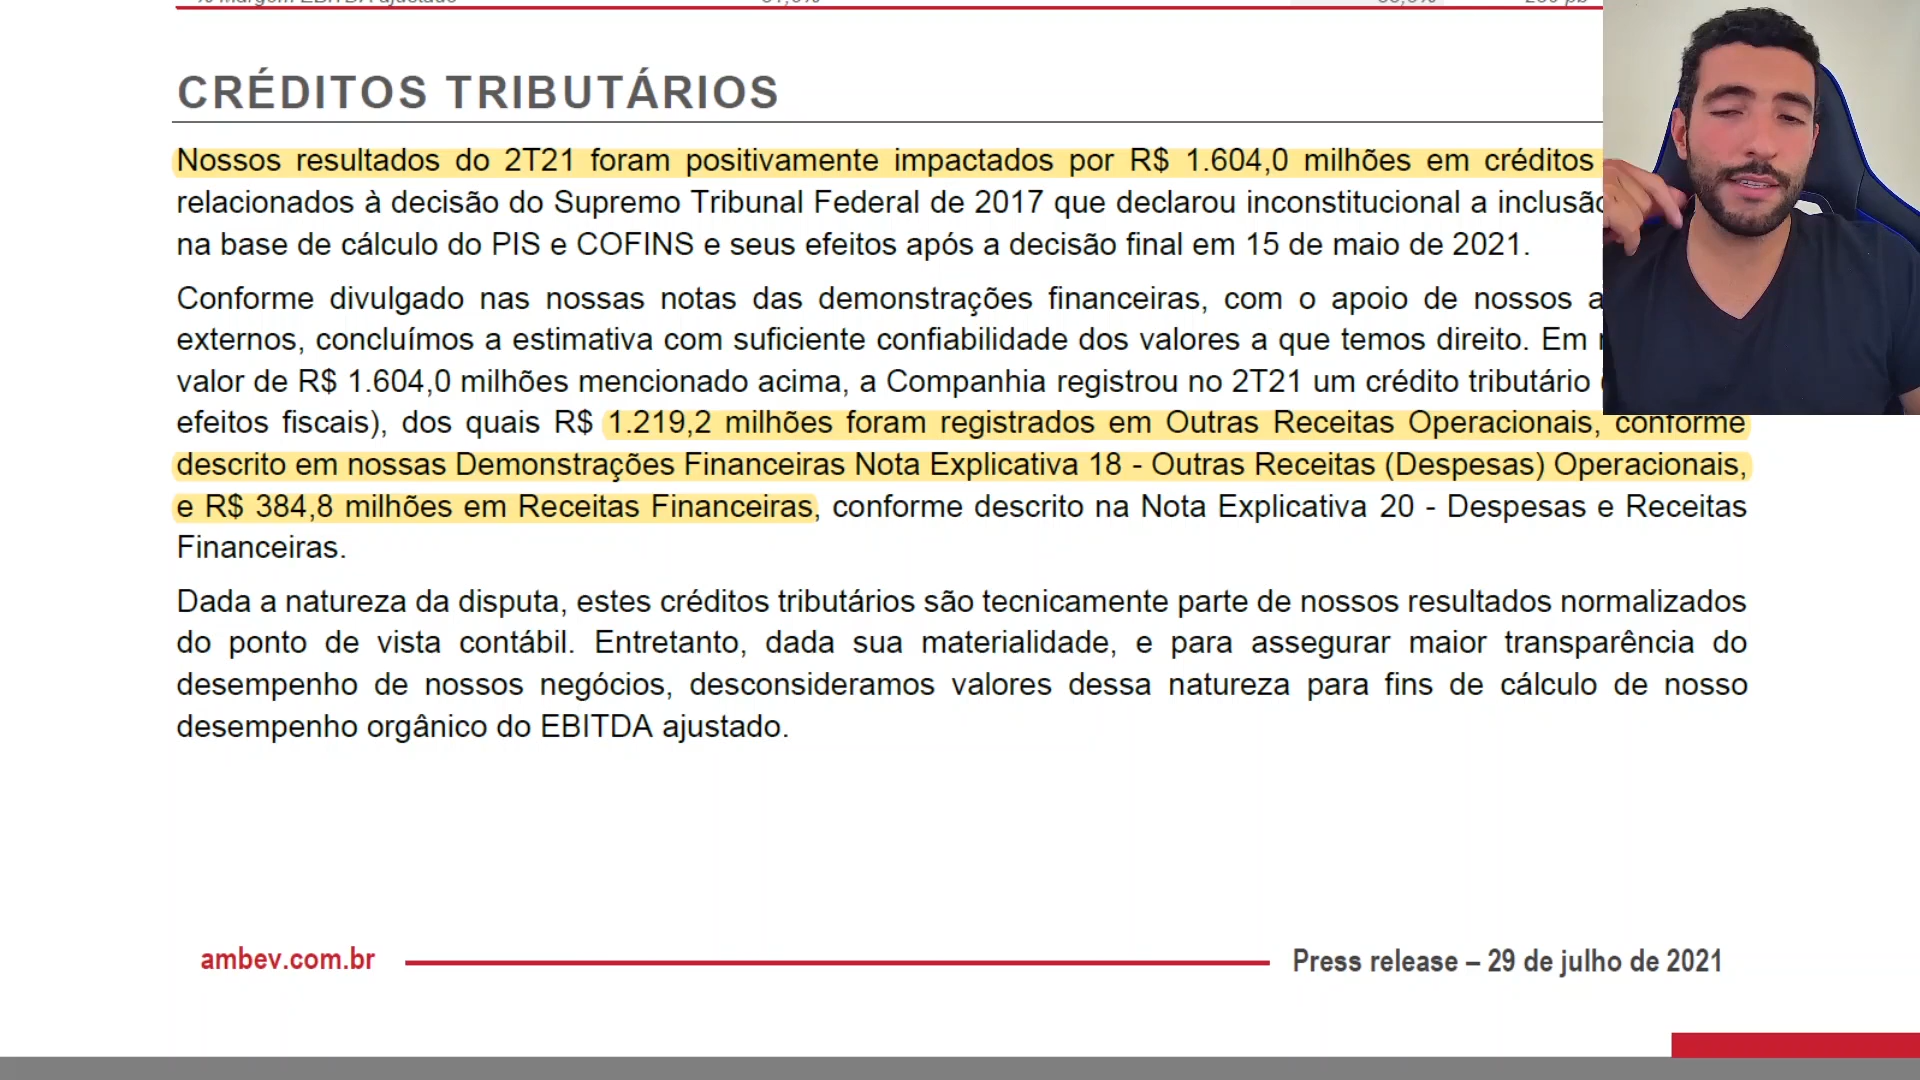 % Margem EBITDA ajustado
CRÉDITOS TRIBUTÁRIOS
Nossos resultados do 2T21 foram positivamente impactados por R$ 1.604,0 milhões em créditos
relacionados à decisão do Supremo Tribunal Federal de 2017 que declarou inconstitucional a
na base de cálculo do PIS e COFINS e seus efeitos após a decisão final em 15 de maio de 2021.
Conforme divulgado nas nossas notas das demonstrações financeiras, com o apoio de nossos
externos, concluímos a estimativa com suficiente confiabilidade dos valores a que temos direito. Em
valor de R$ 1.604,0 milhões mencionado acima, a Companhia registrou no 2T21 um crédito tributário
efeitos fiscais), dos quais R$ 1.219,2 milhões foram registrados em Outras Receitas Operacionais, conforme
descrito em nossas Demonstrações Financeiras Nota Explicativa 18 - Outras Receitas (Despesas) Operacionais,
e R$ 384,8 milhões em Receitas Financeiras, conforme descrito na Nota Explicativa 20 - Despesas e Receitas
Financeiras.
Dada a natureza da disputa, estes créditos tributários são tecnicamente parte de nossos resultados normalizados
do ponto de vista contábil. Entretanto, dada sua materialidade, e para assegurar maior transparência do
desempenho de nossos negócios, desconsideramos valores dessa natureza para fins de cálculo de nosso
desempenho orgânico do EBITDA ajustado.
ambev.com.br
Press release – 29 de julho de 2021